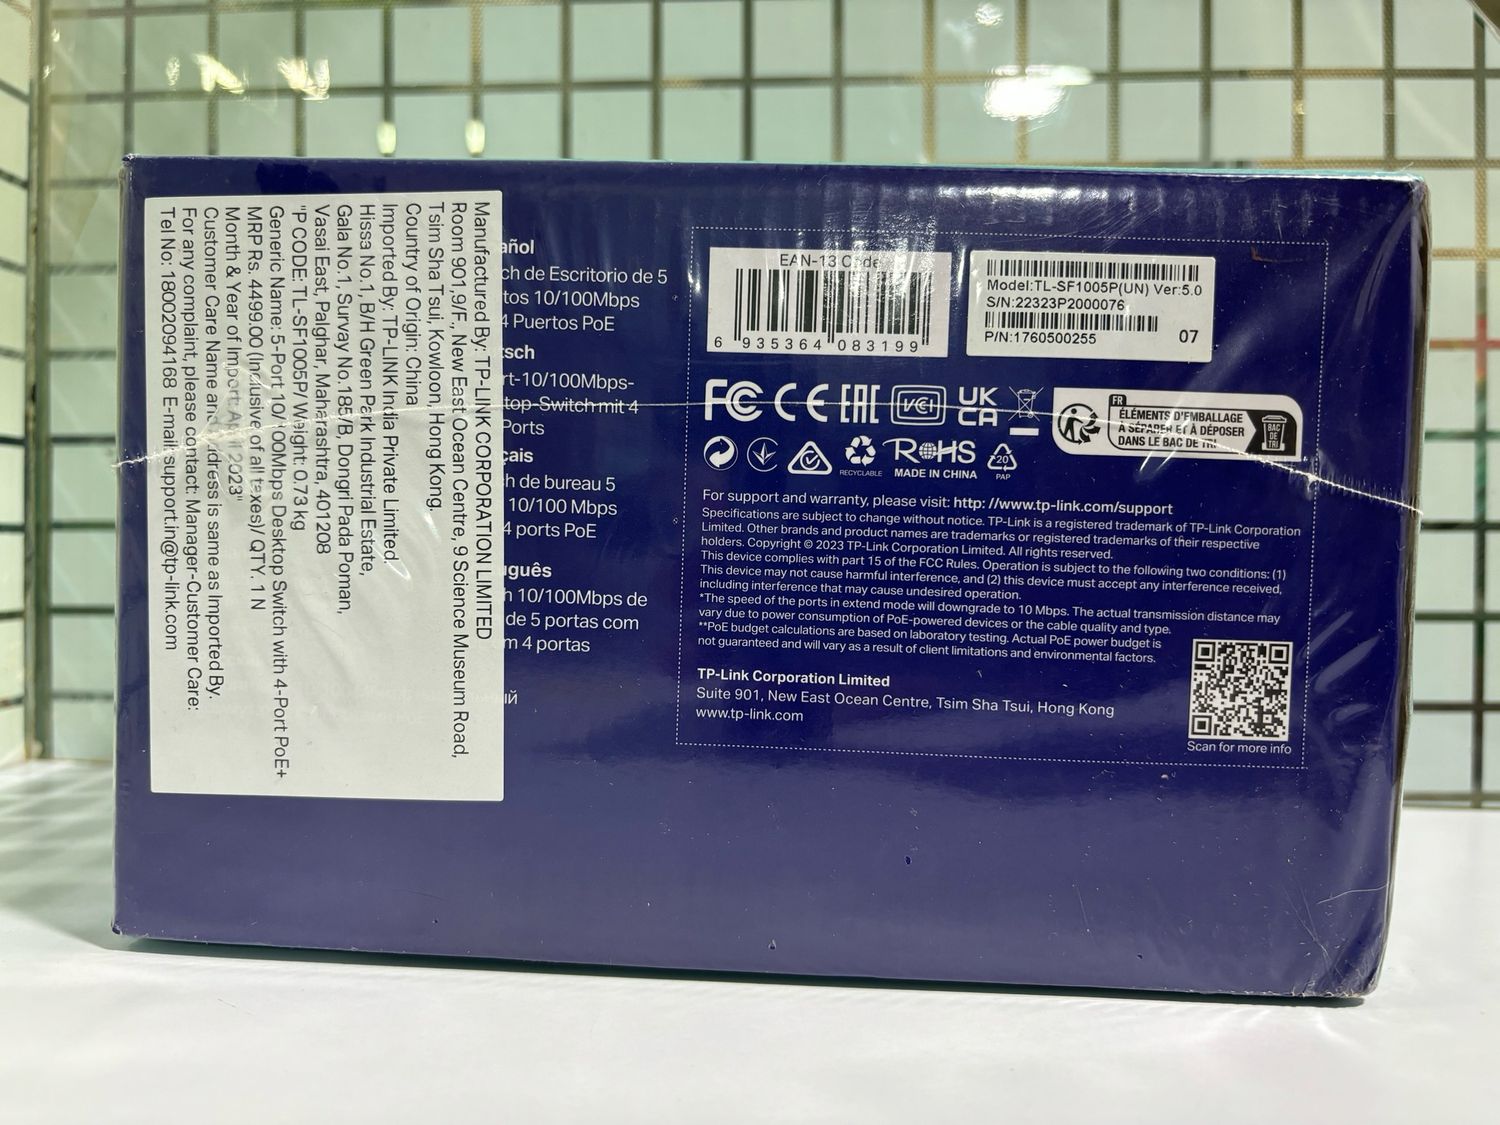 Manufactured By: TP-LINK CORPORATION LIMITED
Room 901,9/F., New East Ocean Centre, 9 Science Museum Road,
Tsim Sha Tsui, Kowloon, Hong Kong.
Country of Origin: China
Imported By: TP-LINK India Private Limited.
Hissa No.1, B/H Green Park Industrial Estate,
Gala No.1, Survay No.185/B, Dongri Pada Poman,
Vasai East, Palghar, Maharashtra, 401208
"P CODE: TL-SF1005P/ Weight: 0.73 kg
Generic Name: 5-Port 10/100Mbps Desktop Switch with 4-Port PoE+
MRP Rs. 4499.00 (Inclusive of all taxes)/ QTY. 1 N
Month & Year of Import: April 2023"
Customer Care Name and address is same as Imported By.
For any complaint, please contact: Manager-Customer Care:
Tel No: 18002094168 E-mail:support.in@tp-link.com
añol
ch de Escritorio de 5
tos 10/100Mbps
4 Puertos PoE
tsch
rt-10/100Mbps-
top-Switch mit 4
Ports
çais
ch de bureau 5
10/100 Mbps
4 ports PoE
uguês
h 10/100Mbps de
de 5 portas com
m 4 portas
ый
EAN-13 Code
6 935364 083199
Model:TL-SF1005P(UN) Ver:5.0
S/N:22323P2000076
P/N:1760500255 07
FC CE EAC VCCI UK CA
FR
ÉLÉMENTS D'EMBALLAGE
À SÉPARER ET À DÉPOSER
DANS LE BAC DE TRI
BAC DE TRI
RECYCLABLE
RoHS
MADE IN CHINA
20
PAP
For support and warranty, please visit: http://www.tp-link.com/support
Specifications are subject to change without notice. TP-Link is a registered trademark of TP-Link Corporation
Limited. Other brands and product names are trademarks or registered trademarks of their respective
holders. Copyright © 2023 TP-Link Corporation Limited. All rights reserved.
This device complies with part 15 of the FCC Rules. Operation is subject to the following two conditions: (1)
This device may not cause harmful interference, and (2) this device must accept any interference received,
including interference that may cause undesired operation.
*The speed of the ports in extend mode will downgrade to 10 Mbps. The actual transmission distance may
vary due to power consumption of PoE-powered devices or the cable quality and type.
**PoE budget calculations are based on laboratory testing. Actual PoE power budget is
not guaranteed and will vary as a result of client limitations and environmental factors.
TP-Link Corporation Limited
Suite 901, New East Ocean Centre, Tsim Sha Tsui, Hong Kong
www.tp-link.com
Scan for more info